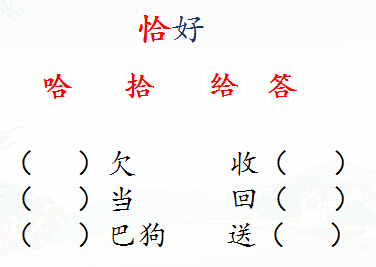 恰好
哈 拾 给 答
（ ）欠 收（ ）
（ ）当 回（ ）
（ ）巴狗 送（ ）